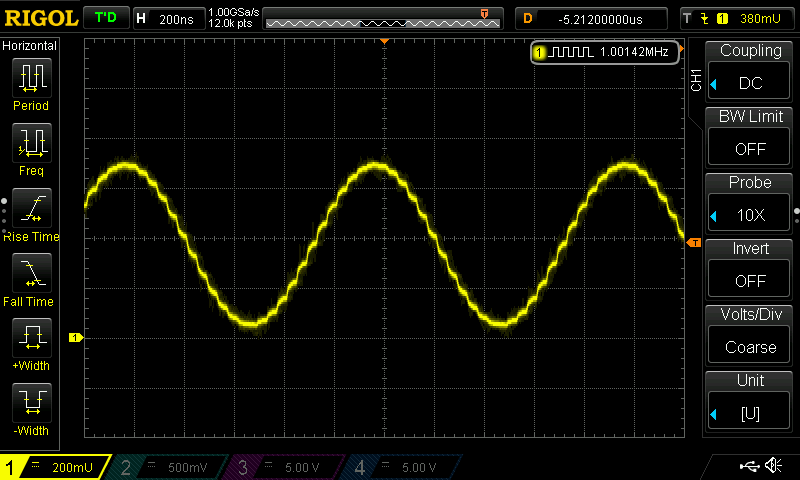 RIGOL T'D H 200ns 1.00GSa/s 12.0k pts D -5.21200000us T 1 380mU
Horizontal
Period
Freq
Rise Time
Fall Time
+Width
-Width
1 1.00142MHz
T
1
CH1
Coupling
DC
BW Limit
OFF
Probe
10X
Invert
OFF
Volts/Div
Coarse
Unit
[U]
1 200mU 2 500mV 3 5.00 V 4 5.00 V